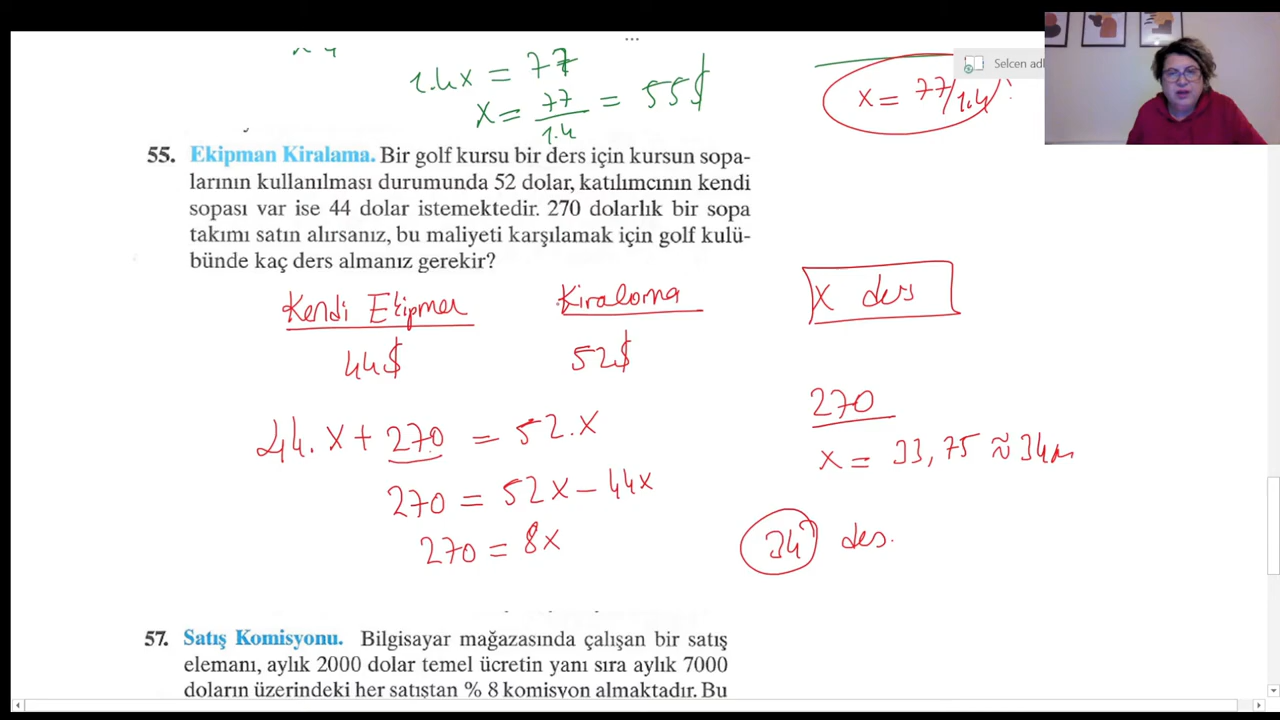 1.4x = 77
x = 77/1.4 = 55$
x = 77/1.4
Selcen adl
55. Ekipman Kiralama. Bir golf kursu bir ders için kursun sopa-
larının kullanılması durumunda 52 dolar, katılımcının kendi
sopası var ise 44 dolar istemektedir. 270 dolarlık bir sopa
takımı satın alırsanız, bu maliyeti karşılamak için golf kulü-
bünde kaç ders almanız gerekir?
Kendi Ekipman
Kiralama
x ders
44$
52$
44.x + 270 = 52.x
270
x = 33,75 ≈ 34
270 = 52x - 44x
270 = 8x
34 ders.
57. Satış Komisyonu. Bilgisayar mağazasında çalışan bir satış
elemanı, aylık 2000 dolar temel ücretin yanı sıra aylık 7000
doların üzerindeki her satıştan % 8 komisyon almaktadır. Bu